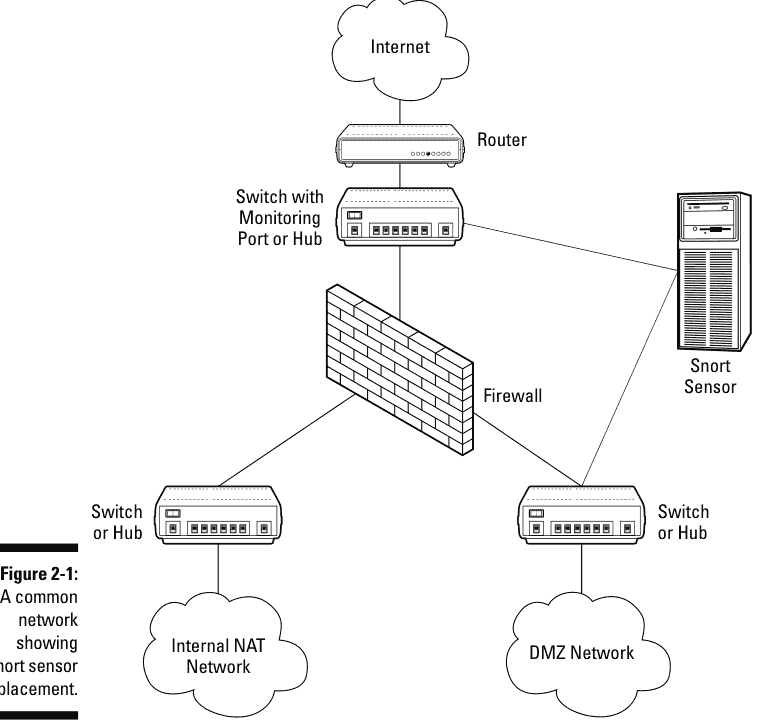 Internet
Router
Switch with
Monitoring
Port or Hub
Snort
Sensor
Firewall
Switch
or Hub
Switch
or Hub
Internal NAT
Network
DMZ Network
Figure 2-1:
A common
network
showing
nort sensor
placement.